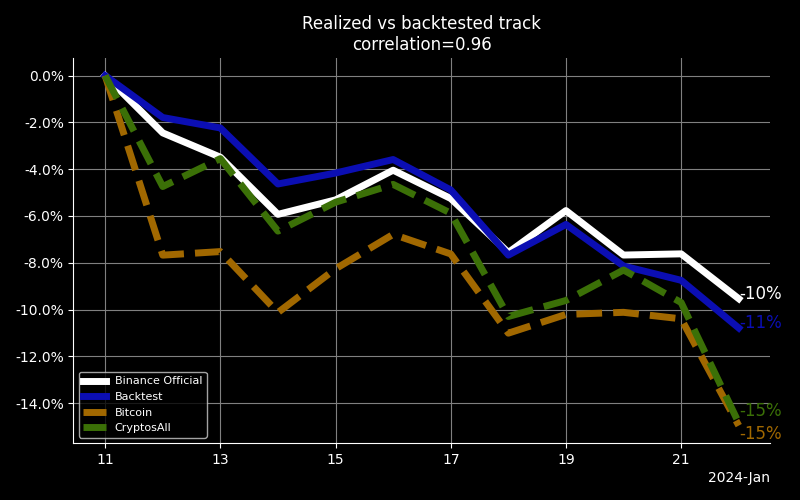 Realized vs backtested track
correlation=0.96
0.0%
-2.0%
-4.0%
-6.0%
-8.0%
-10.0%
-12.0%
-14.0%
-10%
-11%
-15%
-15%
Binance Official
Backtest
Bitcoin
CryptosAll
11 13 15 17 19 21
2024-Jan